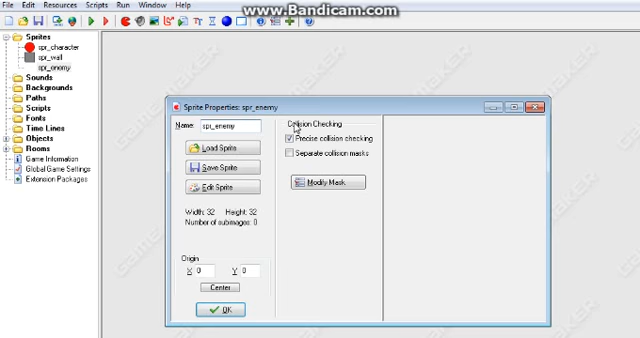 www.Bandicam.com
File Edit Resources Scripts Run Window Help
Sprites
spr_character
spr_wall
spr_enemy
Sounds
Backgrounds
Paths
Scripts
Fonts
Time Lines
Objects
Rooms
Game Information
Global Game Settings
Extension Packages
Sprite Properties: spr_enemy
Name: spr_enemy
Load Sprite
Save Sprite
Edit Sprite
Width: 32 Height: 32
Number of subimages: 0
Origin
X 0 Y 0
Center
OK
Collision Checking
Precise collision checking
Separate collision masks
Modify Mask
GAME MAKER